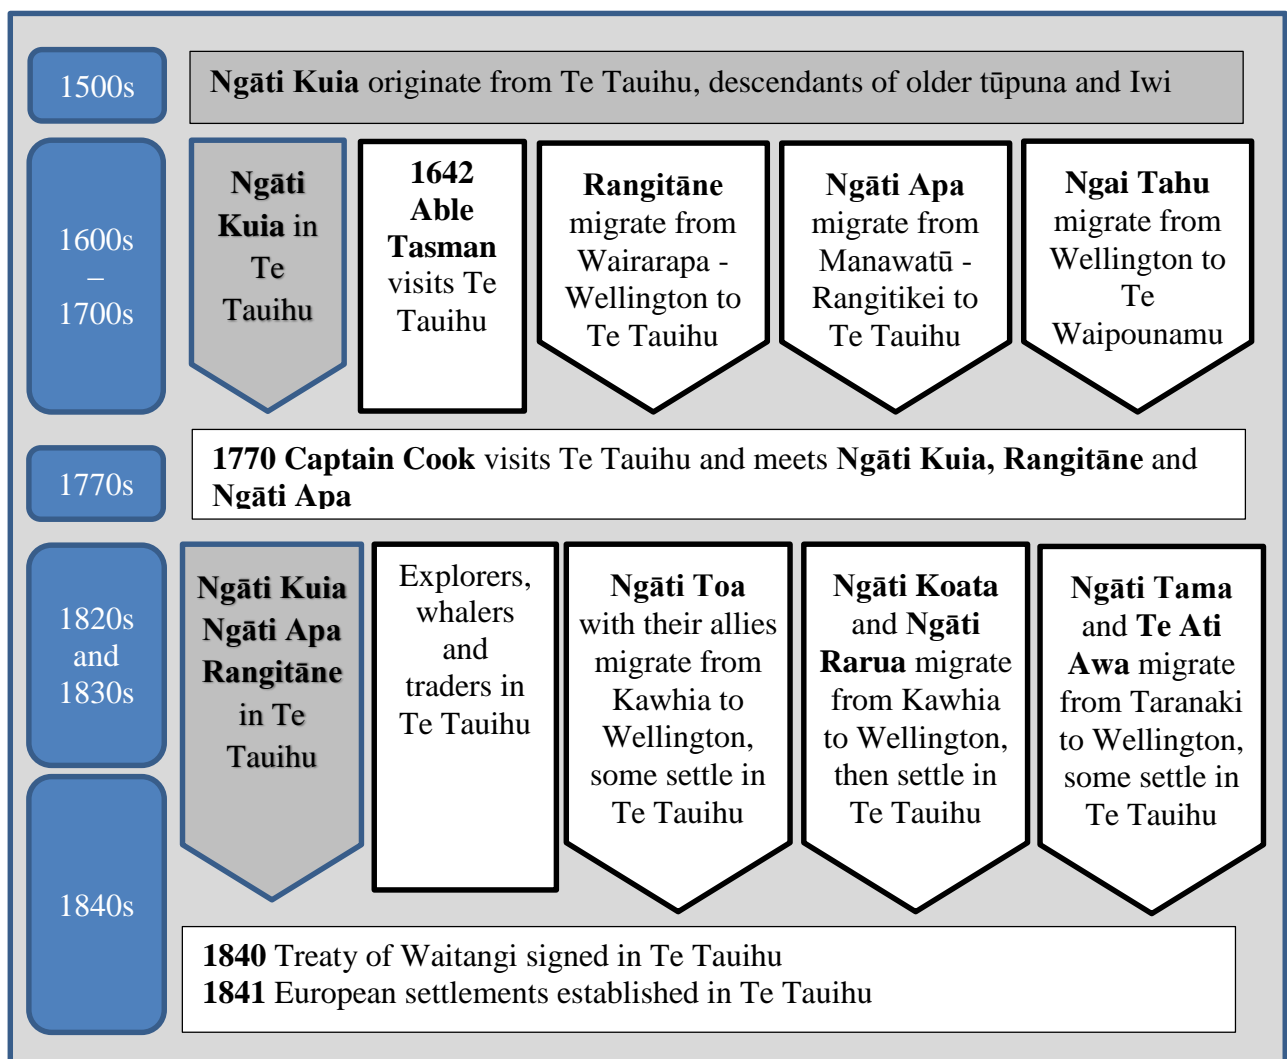 1500s
Ngāti Kuia originate from Te Tauihu, descendants of older tūpuna and Iwi
1600s
–
1700s
Ngāti
Kuia in
Te
Tauihu
1642
Able
Tasman
visits Te
Tauihu
Rangitāne
migrate from
Wairarapa -
Wellington to
Te Tauihu
Ngāti Apa
migrate from
Manawatū -
Rangitikei to
Te Tauihu
Ngai Tahu
migrate from
Wellington to
Te
Waipounamu
1770s
1770 Captain Cook visits Te Tauihu and meets Ngāti Kuia, Rangitāne and
Ngāti Apa
1820s
and
1830s
Ngāti Kuia
Ngāti Apa
Rangitāne
in Te
Tauihu
Explorers,
whalers
and
traders in
Te Tauihu
Ngāti Toa
with their allies
migrate from
Kawhia to
Wellington,
some settle in
Te Tauihu
Ngāti Koata
and Ngāti
Rarua migrate
from Kawhia
to Wellington,
then settle in
Te Tauihu
Ngāti Tama
and Te Ati
Awa migrate
from Taranaki
to Wellington,
some settle in
Te Tauihu
1840s
1840 Treaty of Waitangi signed in Te Tauihu
1841 European settlements established in Te Tauihu